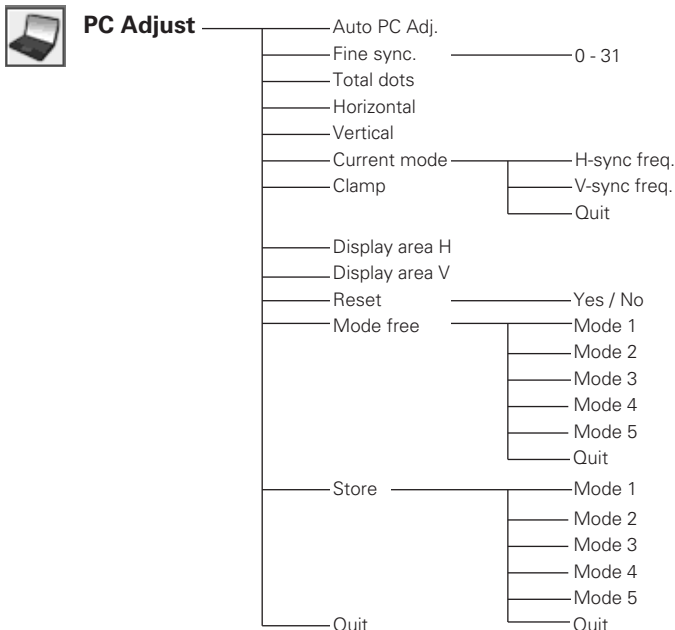 PC Adjust
Auto PC Adj.
Fine sync. 0 - 31
Total dots
Horizontal
Vertical
Current mode H-sync freq.
Clamp V-sync freq.
Quit
Display area H
Display area V
Reset Yes / No
Mode free Mode 1
Mode 2
Mode 3
Mode 4
Mode 5
Quit
Store Mode 1
Mode 2
Mode 3
Mode 4
Mode 5
Quit Quit